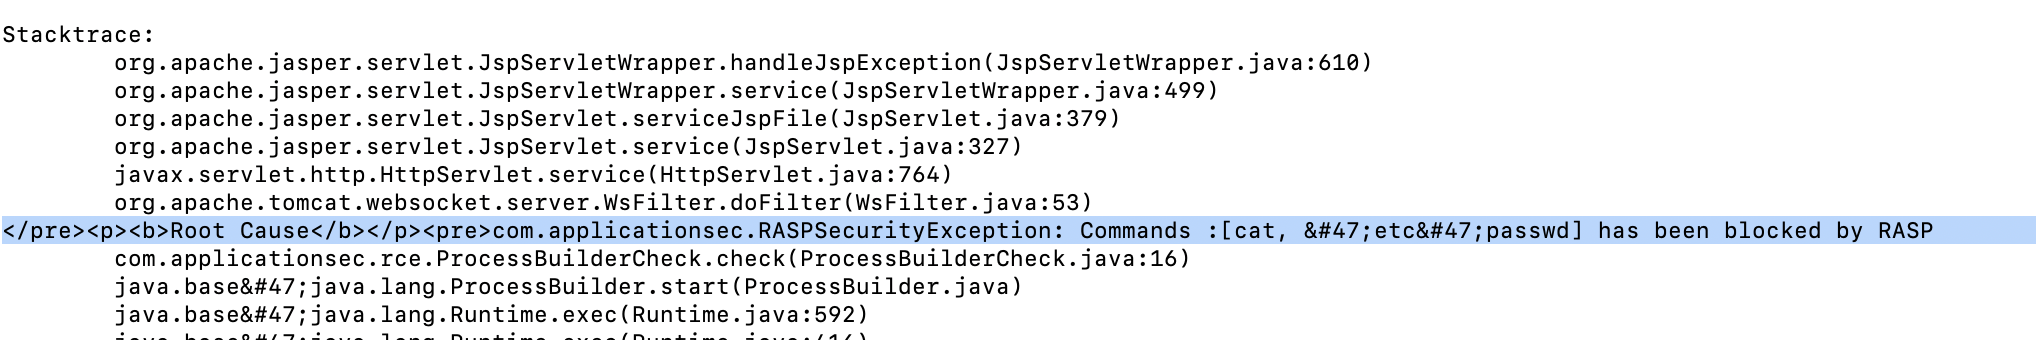 Stacktrace:
org.apache.jasper.servlet.JspServletWrapper.handleJspException(JspServletWrapper.java:610)
org.apache.jasper.servlet.JspServletWrapper.service(JspServletWrapper.java:499)
org.apache.jasper.servlet.JspServlet.serviceJspFile(JspServlet.java:379)
org.apache.jasper.servlet.JspServlet.service(JspServlet.java:327)
javax.servlet.http.HttpServlet.service(HttpServlet.java:764)
org.apache.tomcat.websocket.server.WsFilter.doFilter(WsFilter.java:53)
</pre><p><b>Root Cause</b></p><pre>com.applicationsec.RASPSecurityException: Commands :[cat, &#47;etc&#47;passwd] has been blocked by RASP
com.applicationsec.rce.ProcessBuilderCheck.check(ProcessBuilderCheck.java:16)
java.base&#47;java.lang.ProcessBuilder.start(ProcessBuilder.java)
java.base&#47;java.lang.Runtime.exec(Runtime.java:592)